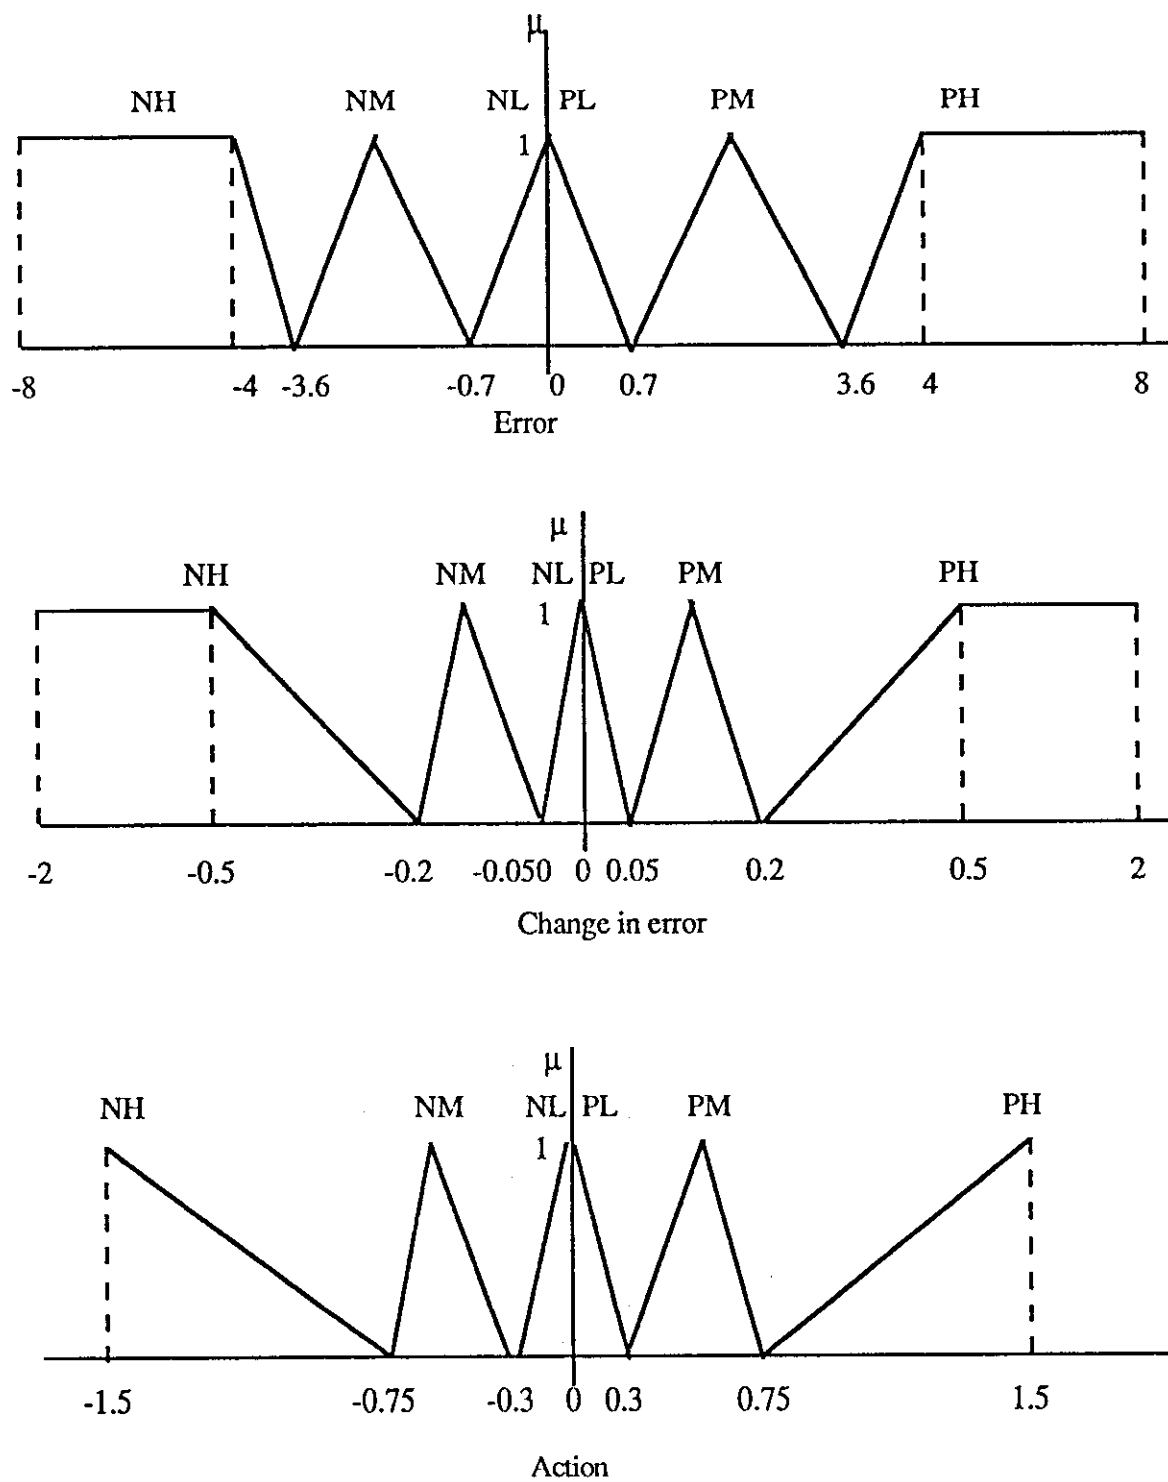 μ
NH NM NL PL PM PH
1
-8 -4 -3.6 -0.7 0 0.7 3.6 4 8
Error
μ
NH NM NL PL PM PH
1
-2 -0.5 -0.2 -0.050 0 0.05 0.2 0.5 2
Change in error
μ
NH NM NL PL PM PH
1
-1.5 -0.75 -0.3 0 0.3 0.75 1.5
Action